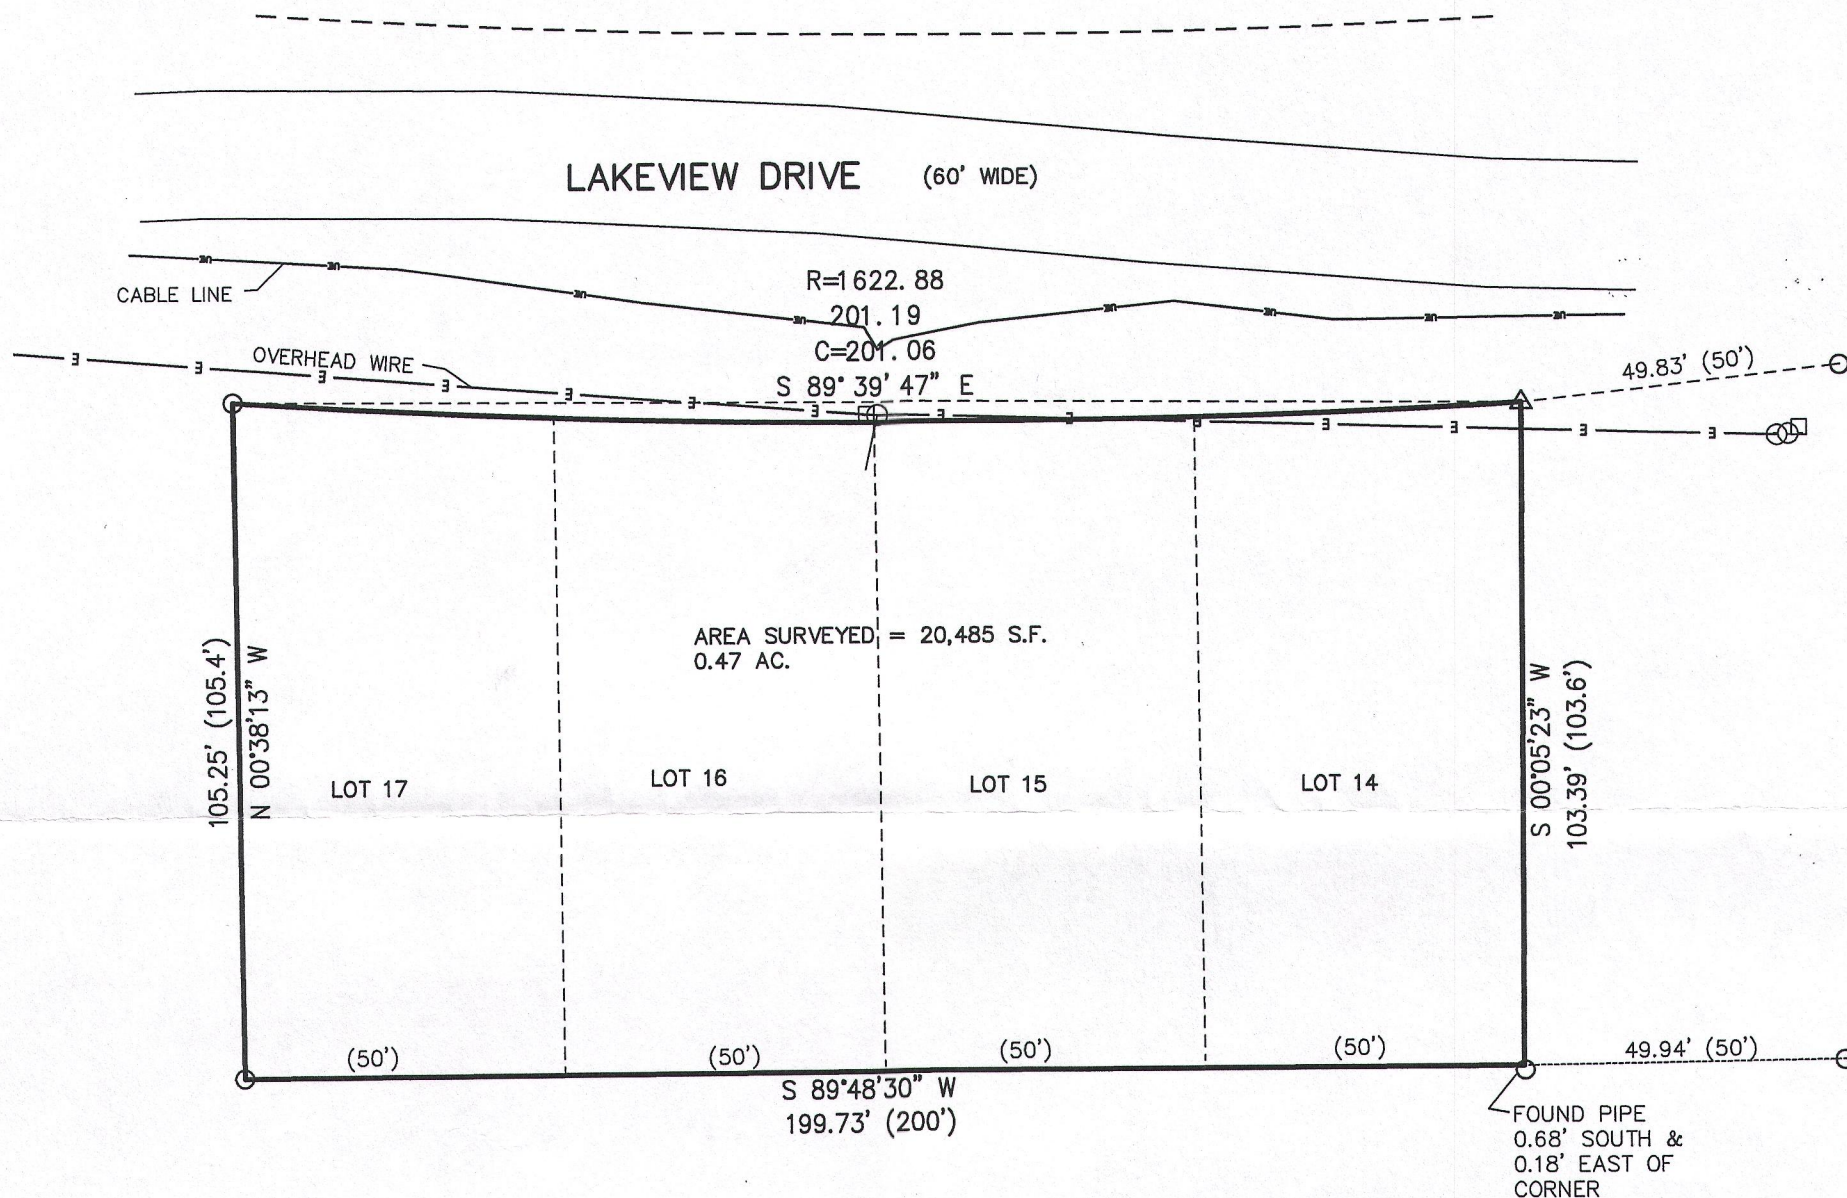 LAKEVIEW DRIVE (60' WIDE)
CABLE LINE
R=1622.88
201.19
C=201.06
S 89° 39' 47" E
OVERHEAD WIRE
49.83' (50')
AREA SURVEYED = 20,485 S.F.
0.47 AC.
105.25' (105.4')
N 00°38'13" W
S 00°05'23" W
103.39' (103.6')
LOT 17
LOT 16
LOT 15
LOT 14
(50')
(50')
(50')
(50')
49.94' (50')
S 89°48'30" W
199.73' (200')
FOUND PIPE
0.68' SOUTH &
0.18' EAST OF
CORNER